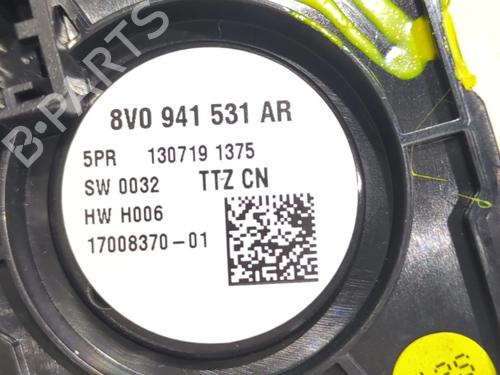 8V0 941 531 AR
5PR 130719 1375
SW 0032 TTZ CN
HW H006
17008370-01
B-PARTS